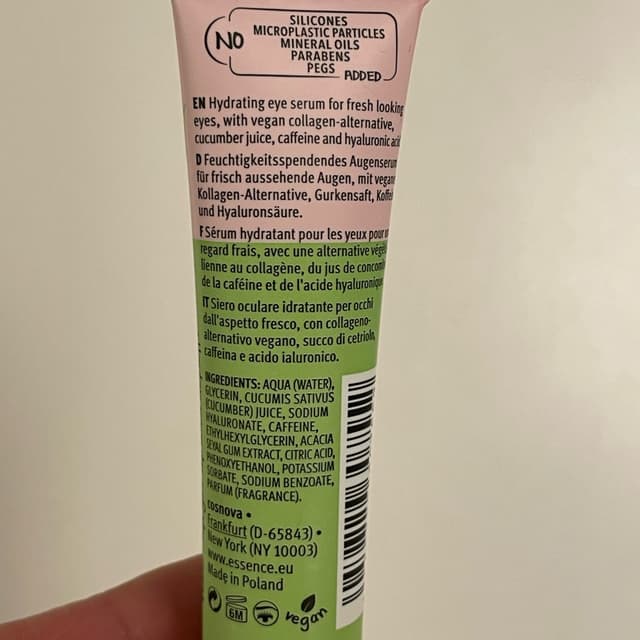 NO
SILICONES
MICROPLASTIC PARTICLES
MINERAL OILS
PARABENS
PEGS
ADDED
EN Hydrating eye serum for fresh looking
eyes, with vegan collagen-alternative,
cucumber juice, caffeine and hyaluronic acid
D Feuchtigkeitsspendendes Augenserum
für frisch aussehende Augen, mit vegan
Kollagen-Alternative, Gurkensaft, Koffe
und Hyaluronsäure.
F Sérum hydratant pour les yeux pour
regard frais, avec une alternative végé
lienne au collagène, du jus de concom
de la caféine et de l'acide hyaluronique
IT Siero oculare idratante per occhi
dall'aspetto fresco, con collageno-
alternativo vegano, succo di cetriolo,
caffeina e acido ialuronico.
INGREDIENTS: AQUA (WATER),
GLYCERIN, CUCUMIS SATIVUS
(CUCUMBER) JUICE, SODIUM
HYALURONATE, CAFFEINE,
ETHYLHEXYLGLYCERIN, ACACIA
SEYAL GUM EXTRACT, CITRIC ACID,
PHENOXYETHANOL, POTASSIUM
SORBATE, SODIUM BENZOATE,
PARFUM (FRAGRANCE).
cosnova •
Frankfurt (D-65843) •
New York (NY 10003)
www.essence.eu
Made in Poland
6M
vegan